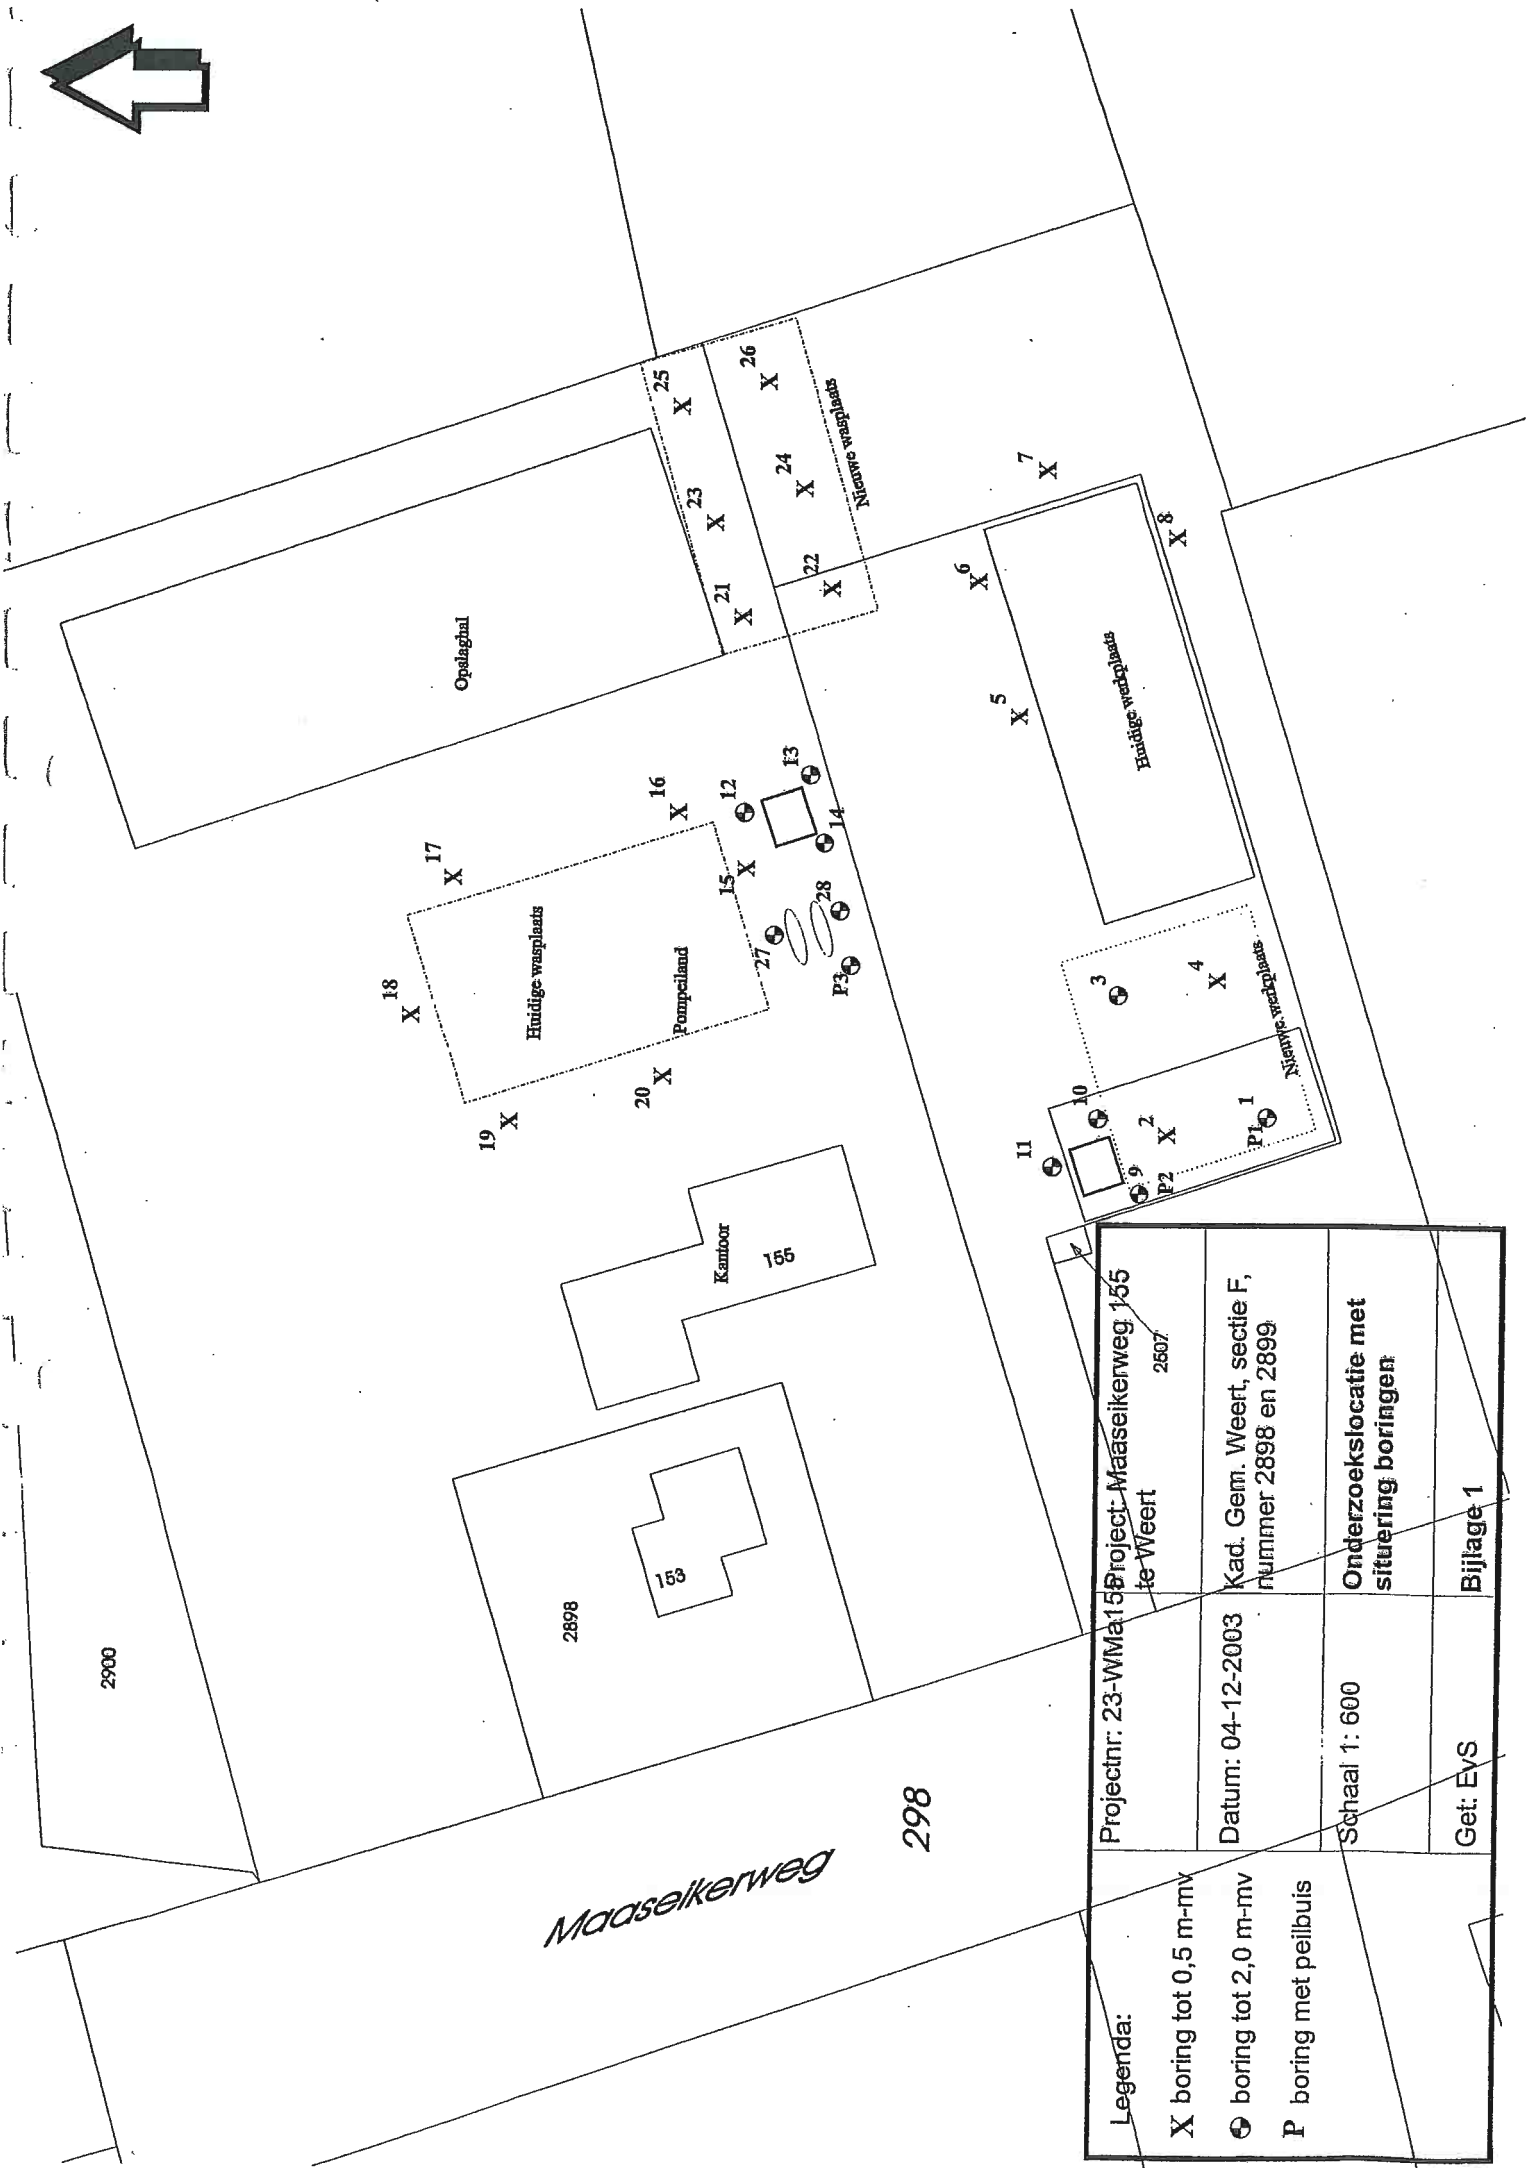 25
26
23
24
Nieuwe wasplaats
21
22
7
8
6
5
Huidige werkplaats
Opslaghal
16
12
13
14
17
15
28
27
P3
18
Huidige wasplaats
Pompeiland
19
20
3
4
Nieuwe werkplaats
10
11
2
1
P1
9
P2
Kantoor
155
153
2898
2900
Maaseikerweg
298
2507
Legenda:
X boring tot 0,5 m-mv
boring tot 2,0 m-mv
P boring met peilbuis
Projectnr: 23-WMa155
Project: Maaseikerweg 155
te Weert
Datum: 04-12-2003
Kad. Gem. Weert, sectie F,
nummer 2898 en 2899
Schaal 1: 600
Onderzoekslocatie met
situering boringen
Get: EvS
Bijlage 1